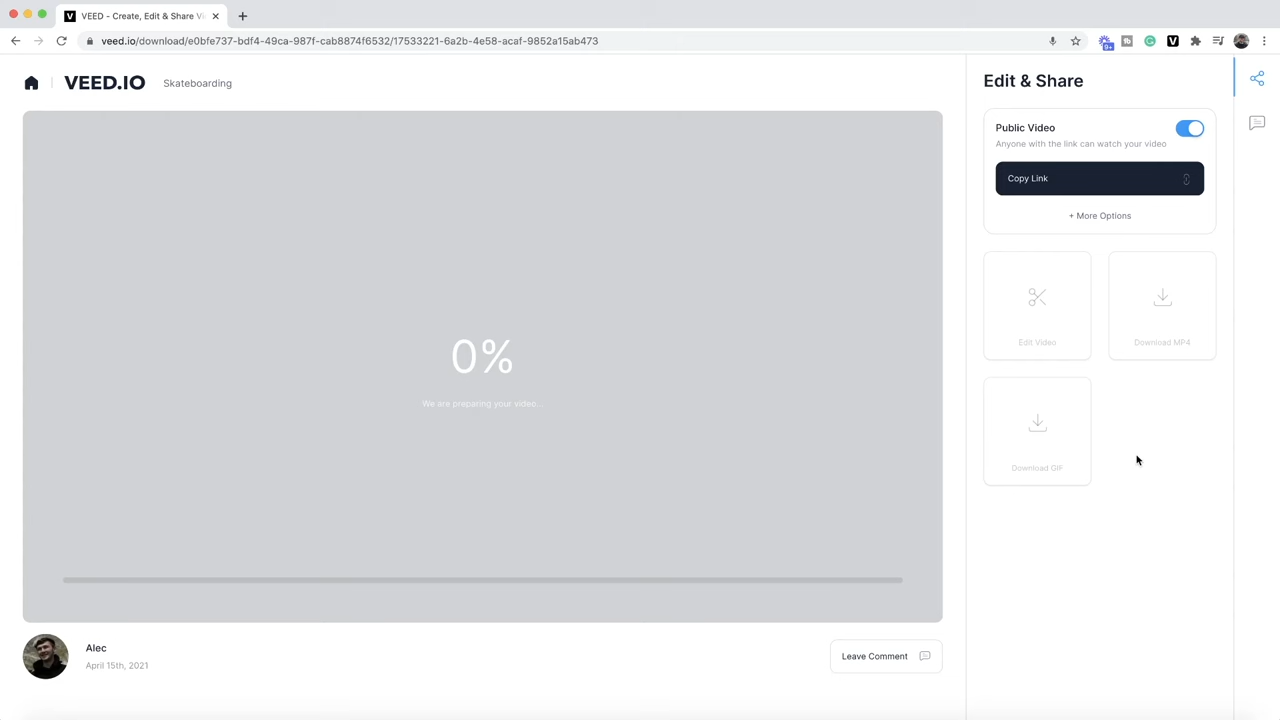 VEED - Create, Edit & Share Vi
veed.io/download/e0bfe737-bdf4-49ca-987f-cab8874f6532/17533221-6a2b-4e58-acaf-9852a15ab473
9+
VEED.IO
Skateboarding
Edit & Share
Public Video
Anyone with the link can watch your video
Copy Link
+ More Options
Edit Video
Download MP4
0%
We are preparing your video...
Download GIF
Alec
April 15th, 2021
Leave Comment